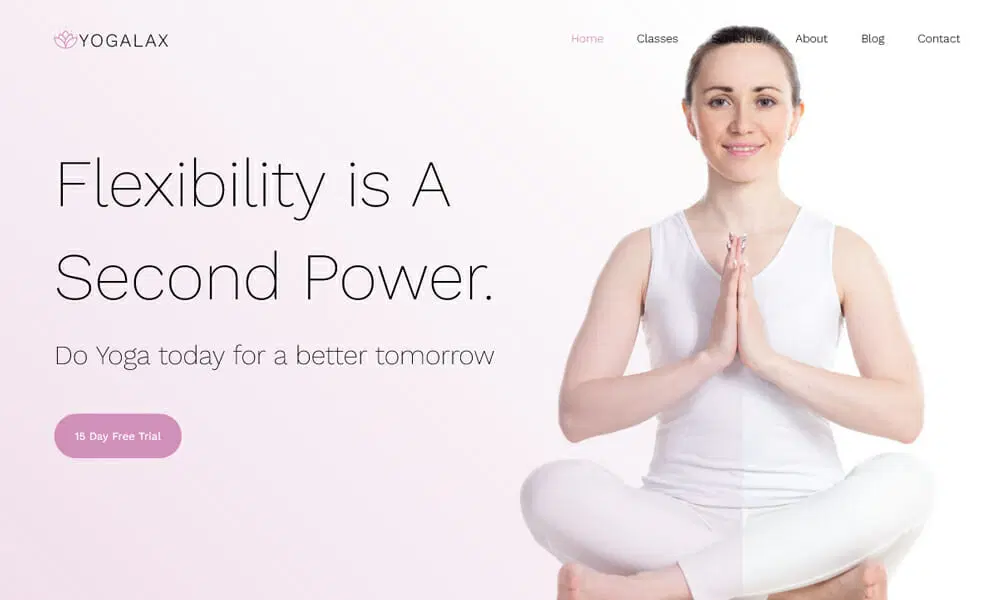 YOGALAX
Home Classes Schedule About Blog Contact
Flexibility is A
Second Power.
Do Yoga today for a better tomorrow
15 Day Free Trial